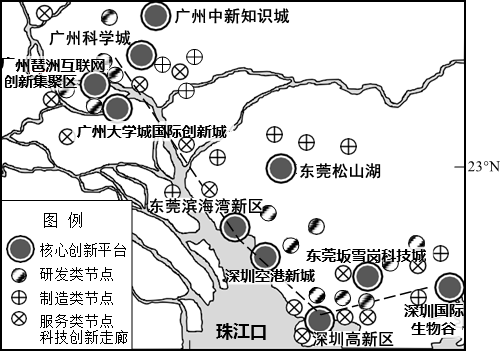 广州中新知识城
广州科学城
广州琶洲互联网
创新集聚区
广州大学城国际创新城
23°N
东莞松山湖
东莞滨海湾新区
图 例
核心创新平台
研发类节点
制造类节点
服务类节点
科技创新走廊
东莞坂雪岗科技城
深圳空港新城
深圳国际
生物谷
珠江口
深圳高新区